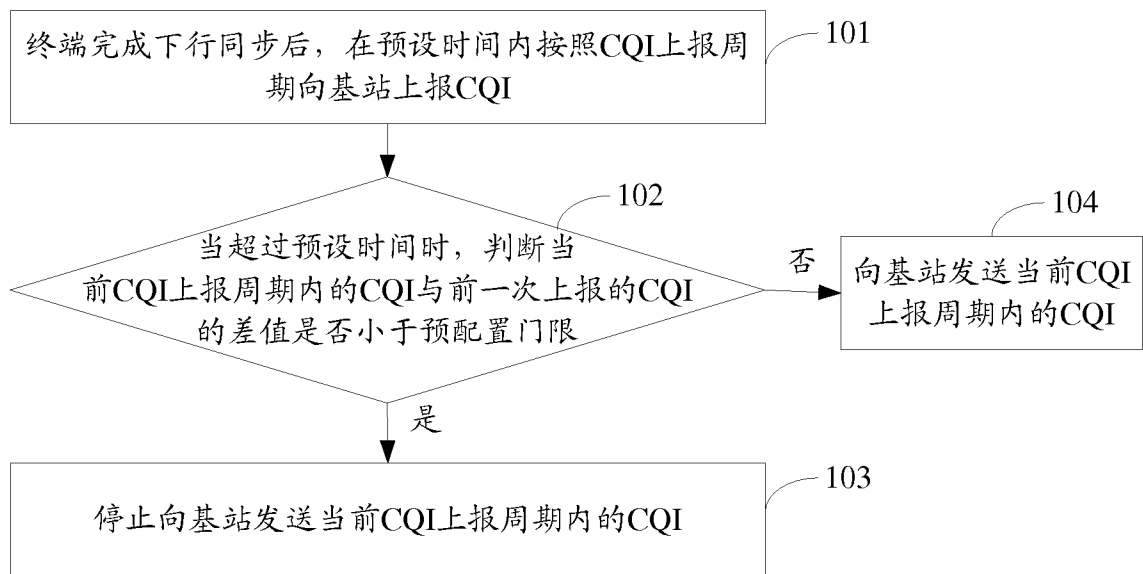 终端完成下行同步后，在预设时间内按照CQI上报周
期向基站上报CQI
101
102
当超过预设时间时，判断当
前CQI上报周期内的CQI与前一次上报的CQI
的差值是否小于预配置门限
否
104
向基站发送当前CQI
上报周期内的CQI
是
103
停止向基站发送当前CQI上报周期内的CQI